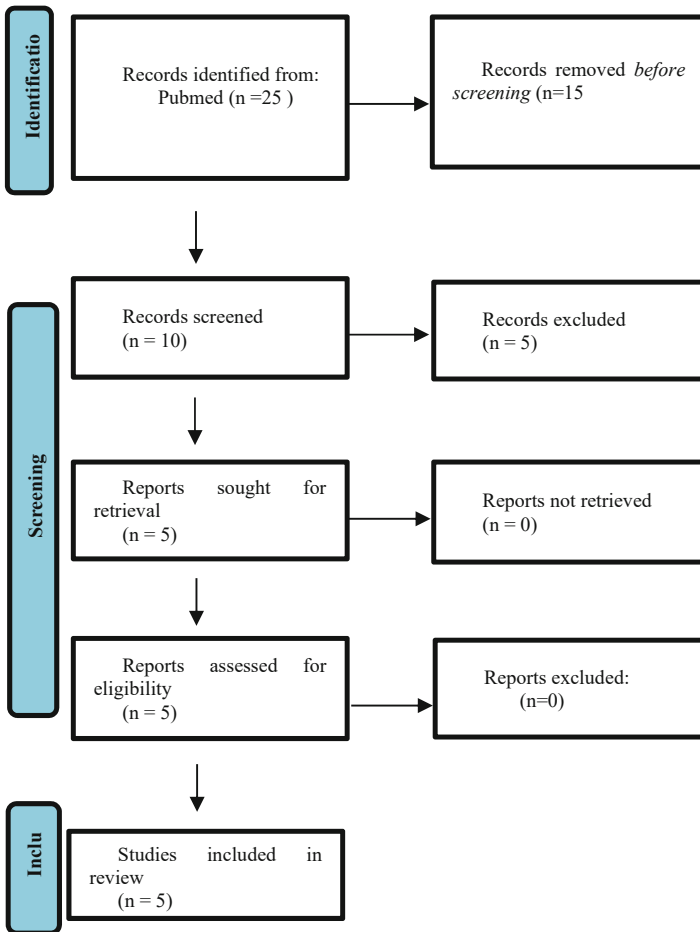 Identificatio
Records identified from:
Pubmed (n =25 )
Records removed before
screening (n=15
Screening
Records screened
(n = 10)
Records excluded
(n = 5)
Reports sought for
retrieval
(n = 5)
Reports not retrieved
(n = 0)
Reports assessed for
eligibility
(n = 5)
Reports excluded:
(n=0)
Inclu
Studies included in
review
(n = 5)